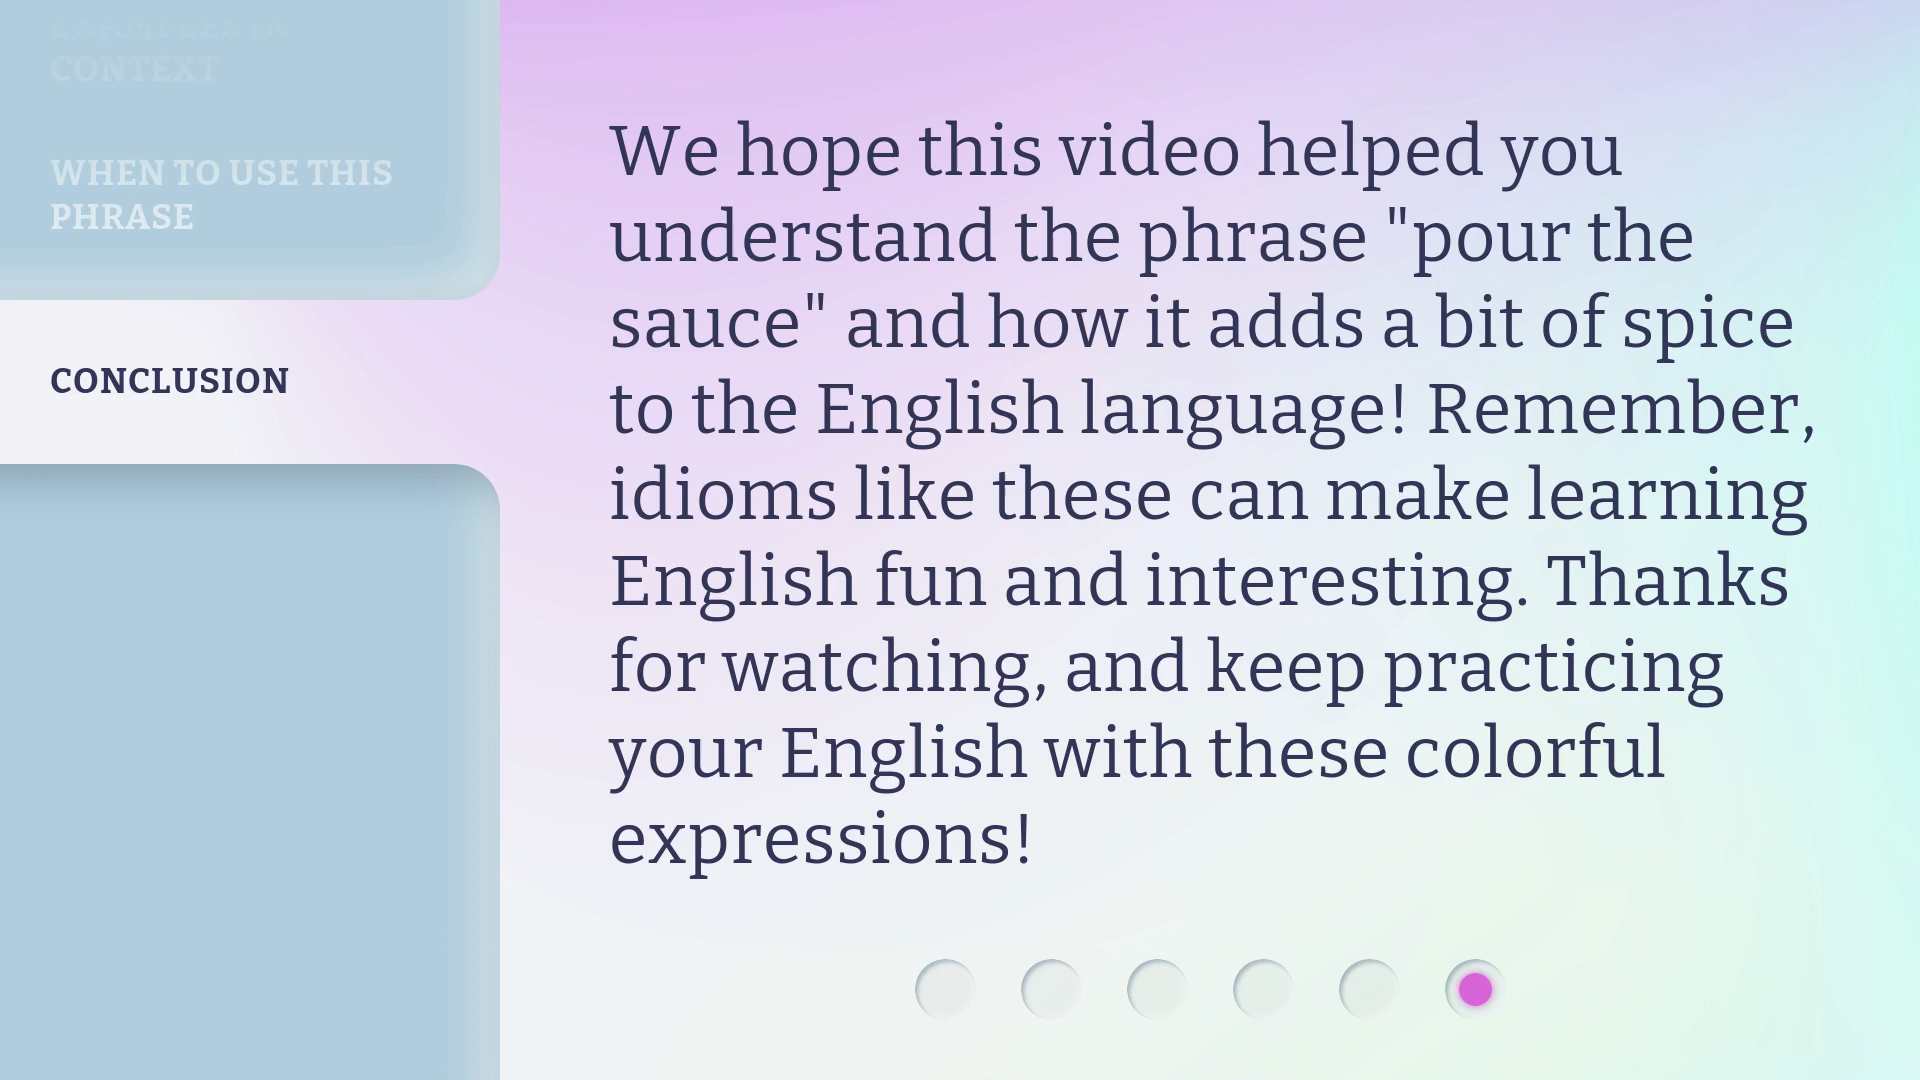 CONTEXT
WHEN TO USE THIS
PHRASE
CONCLUSION
We hope this video helped you
understand the phrase "pour the
sauce" and how it adds a bit of spice
to the English language! Remember,
idioms like these can make learning
English fun and interesting. Thanks
for watching, and keep practicing
your English with these colorful
expressions!